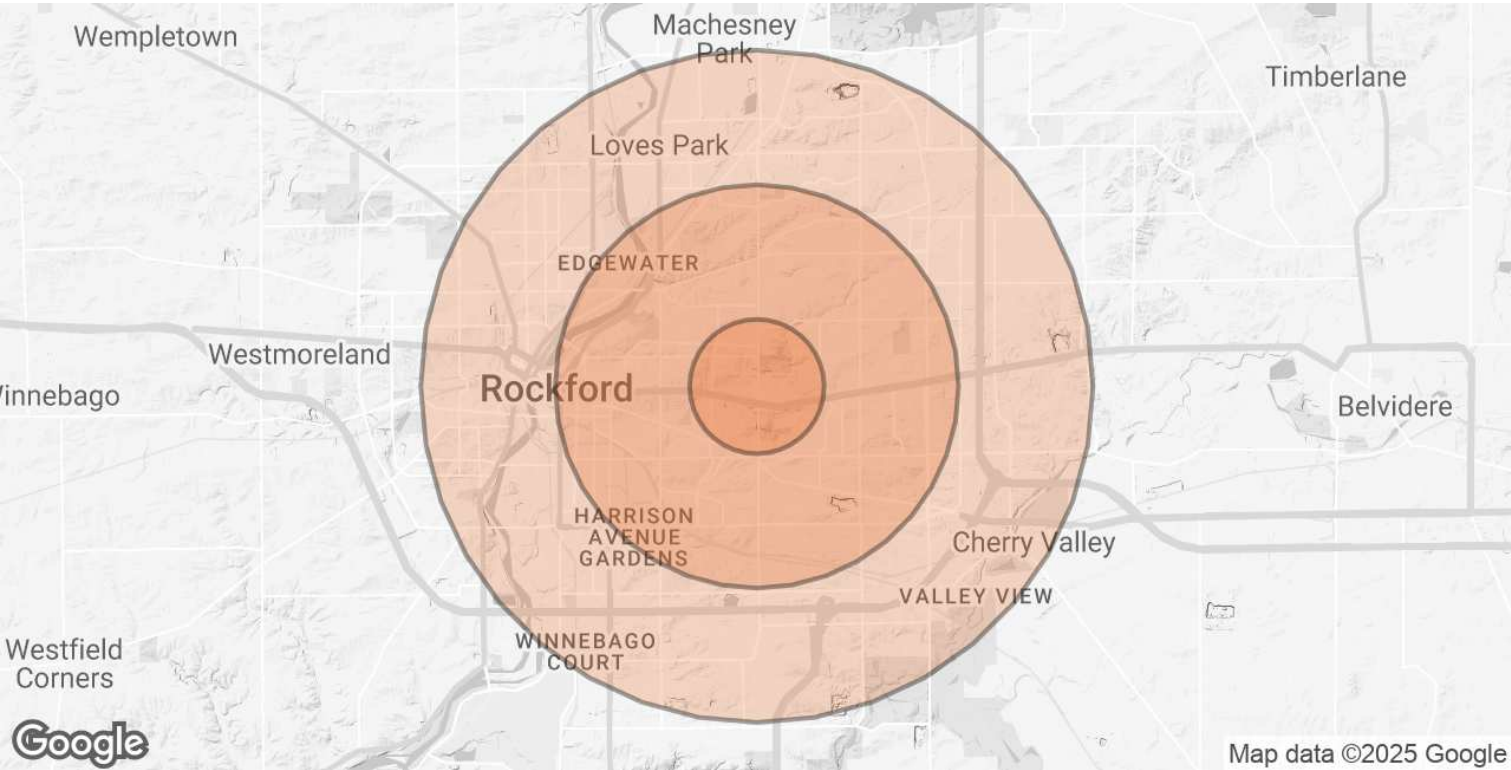 Wempletown
Machesney
Park
Timberlane
Loves Park
EDGEWATER
Westmoreland
Rockford
Winnebago
Belvidere
HARRISON
AVENUE
GARDENS
Cherry Valley
VALLEY VIEW
WINNEBAGO
COURT
Westfield
Corners
Google
Map data ©2025 Google